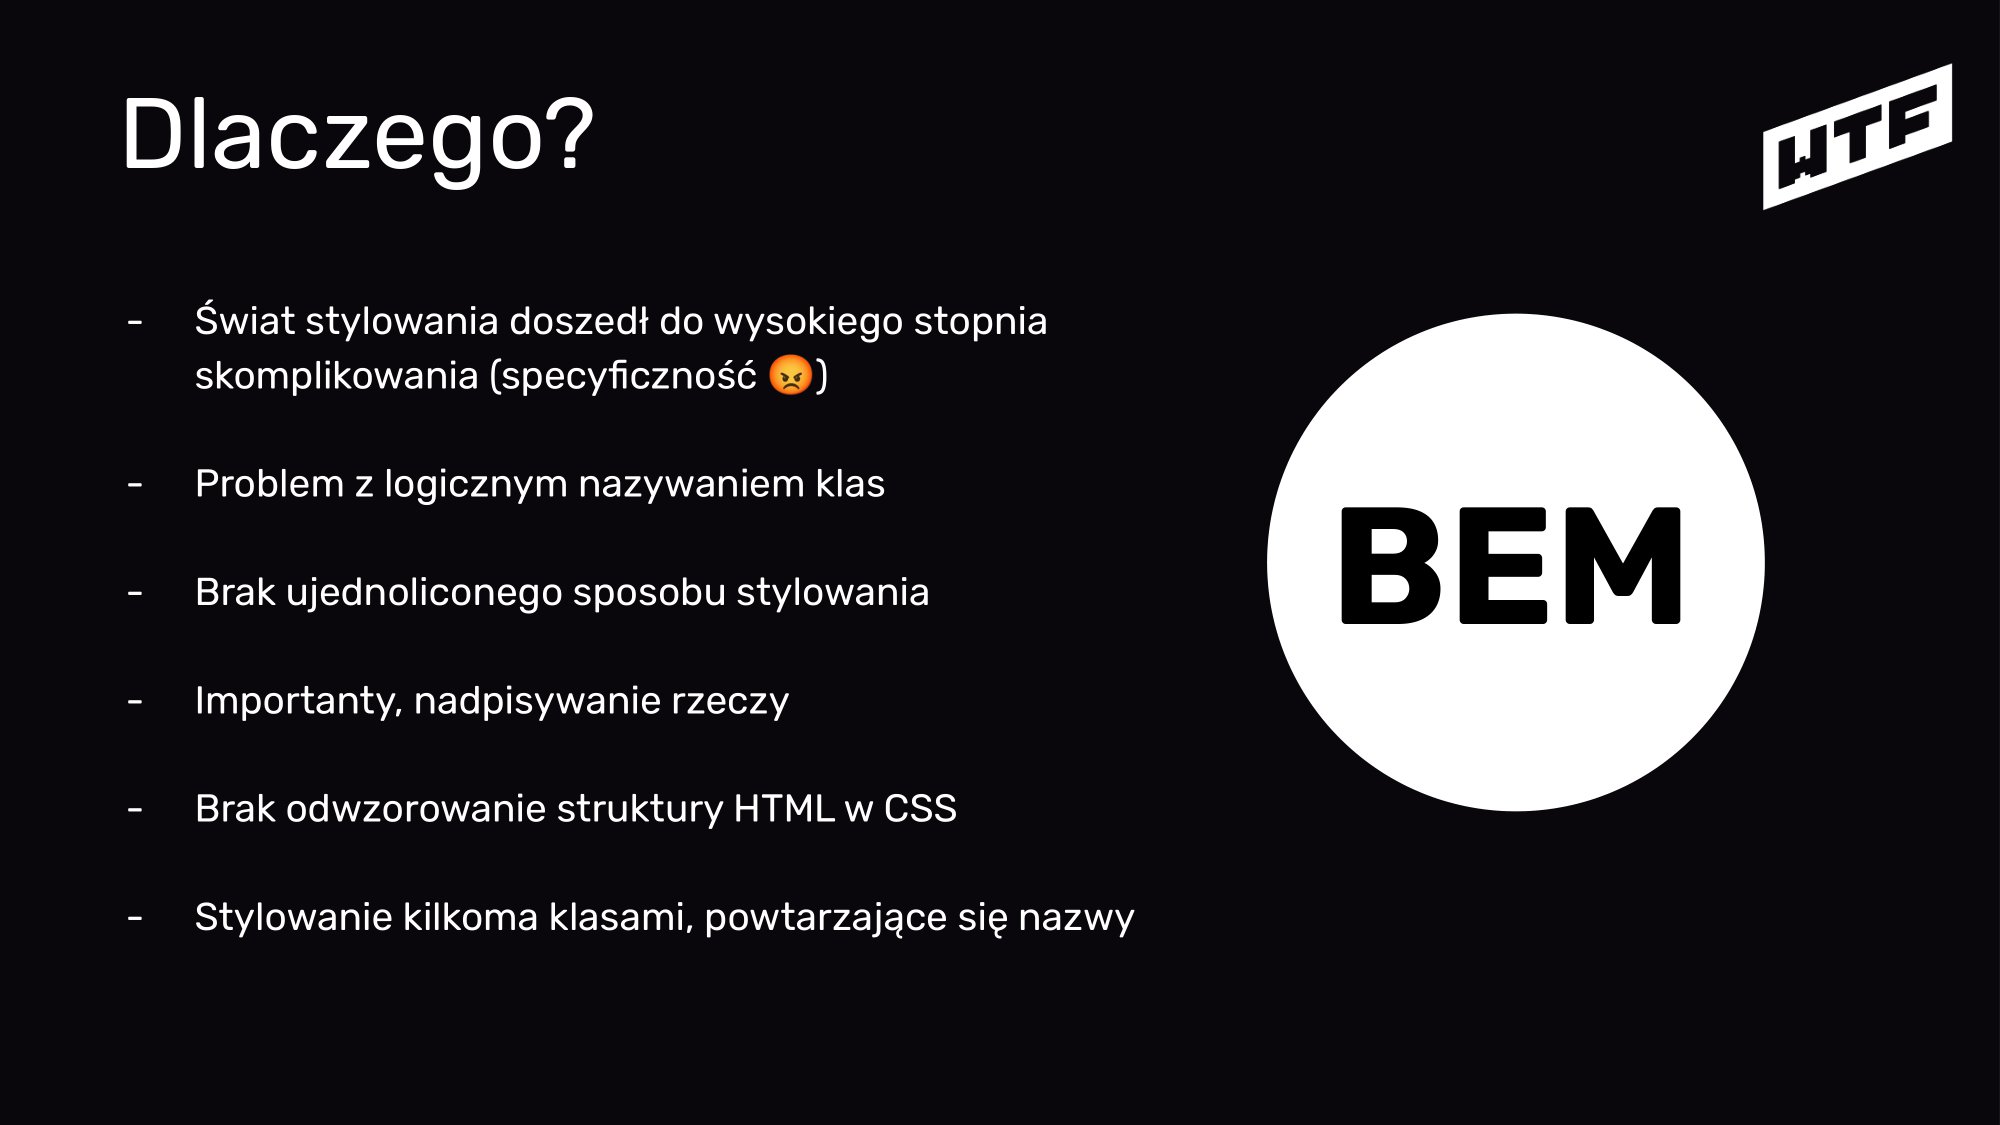 Dlaczego?
WTF
- Świat stylowania doszedł do wysokiego stopnia
skomplikowania (specyficzność 😡)
- Problem z logicznym nazywaniem klas
- Brak ujednoliconego sposobu stylowania
- Importanty, nadpisywanie rzeczy
- Brak odwzorowanie struktury HTML w CSS
- Stylowanie kilkoma klasami, powtarzające się nazwy
BEM